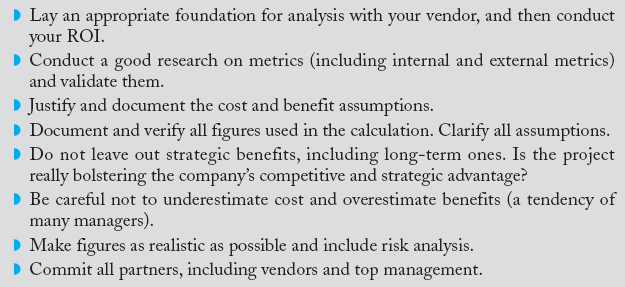 Lay an appropriate foundation for analysis with your vendor, and then conduct
your ROI.
Conduct a good research on metrics (including internal and external metrics)
and validate them.
Justify and document the cost and benefit assumptions.
Document and verify all figures used in the calculation. Clarify all assumptions.
Do not leave out strategic benefits, including long-term ones. Is the project
really bolstering the company's competitive and strategic advantage?
Be careful not to underestimate cost and overestimate benefits (a tendency of
many managers).
Make figures as realistic as possible and include risk analysis.
Commit all partners, including vendors and top management.